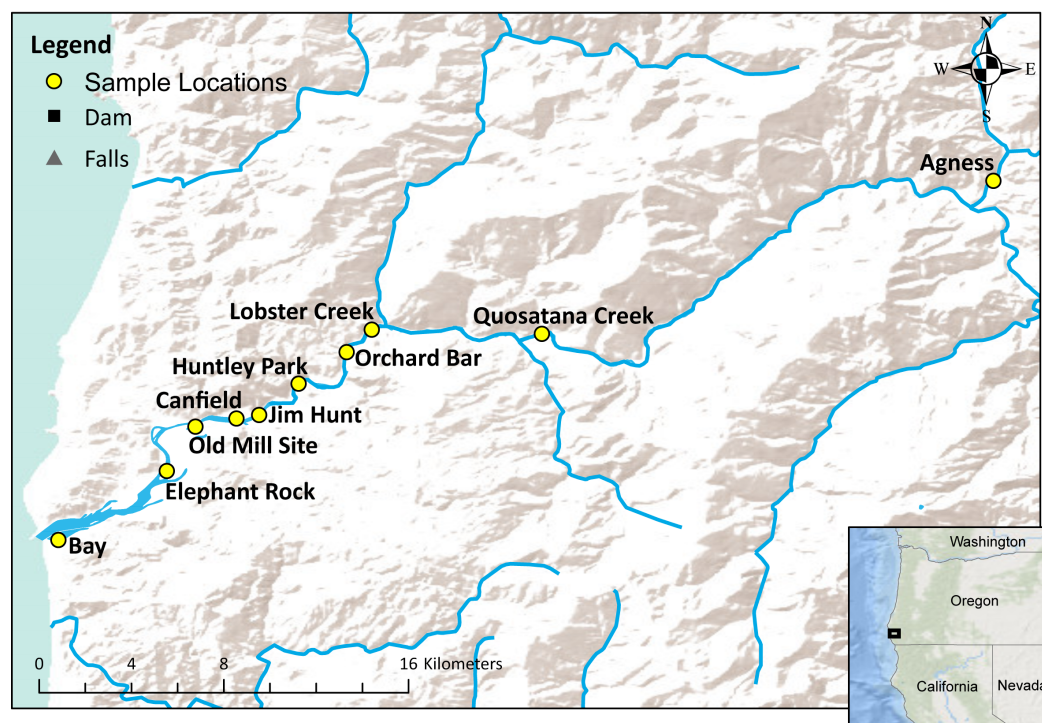 Legend
Sample Locations
Dam
Falls
N
W E
S
Agness
Lobster Creek
Quosatana Creek
Orchard Bar
Huntley Park
Canfield
Jim Hunt
Old Mill Site
Elephant Rock
Bay
0 4 8 16 Kilometers
Washington
Oregon
California
Nevada